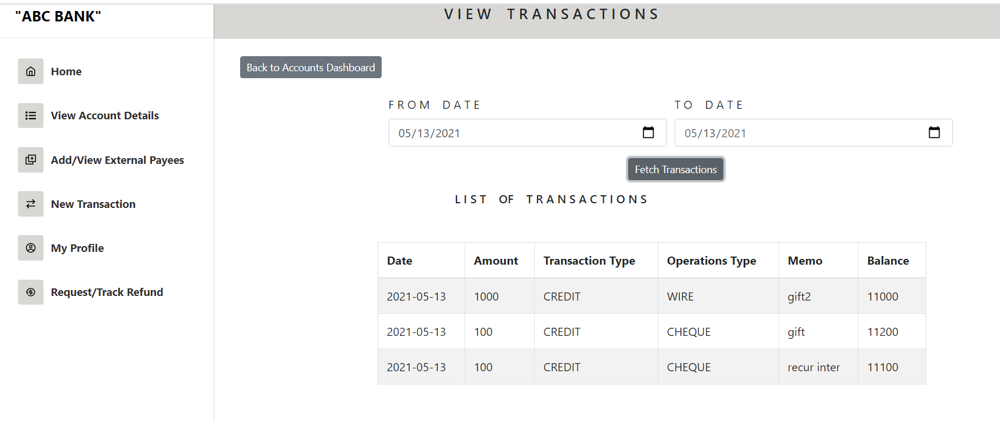 "ABC BANK"
VIEW TRANSACTIONS
Home
View Account Details
Add/View External Payees
New Transaction
My Profile
Request/Track Refund
Back to Accounts Dashboard
FROM DATE TO DATE
05/13/2021 05/13/2021
Fetch Transactions
LIST OF TRANSACTIONS
Date Amount Transaction Type Operations Type Memo Balance
2021-05-13 1000 CREDIT WIRE gift2 11000
2021-05-13 100 CREDIT CHEQUE gift 11200
2021-05-13 100 CREDIT CHEQUE recur inter 11100